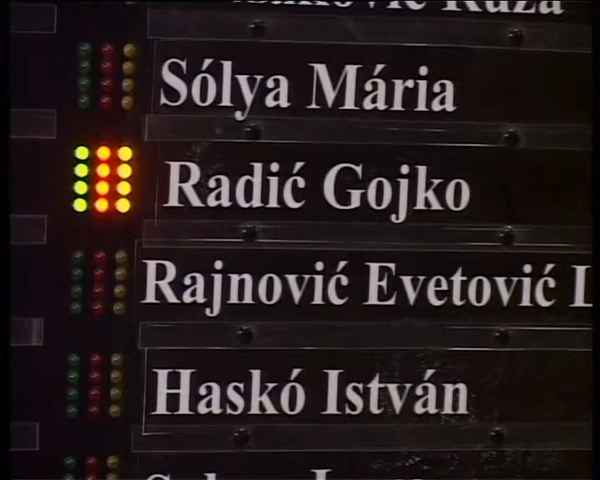 Sólya Mária
Radić Gojko
Rajnović Evetović L
Haskó István